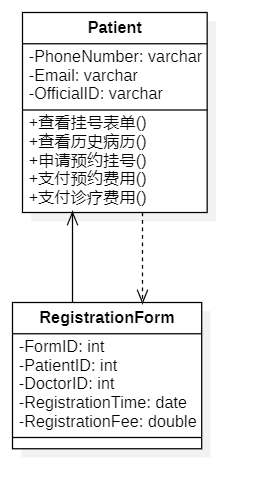 Patient
-PhoneNumber: varchar
-Email: varchar
-OfficialID: varchar
+查看挂号表单()
+查看历史病历()
+申请预约挂号()
+支付预约费用()
+支付诊疗费用()
RegistrationForm
-FormID: int
-PatientID: int
-DoctorID: int
-RegistrationTime: date
-RegistrationFee: double